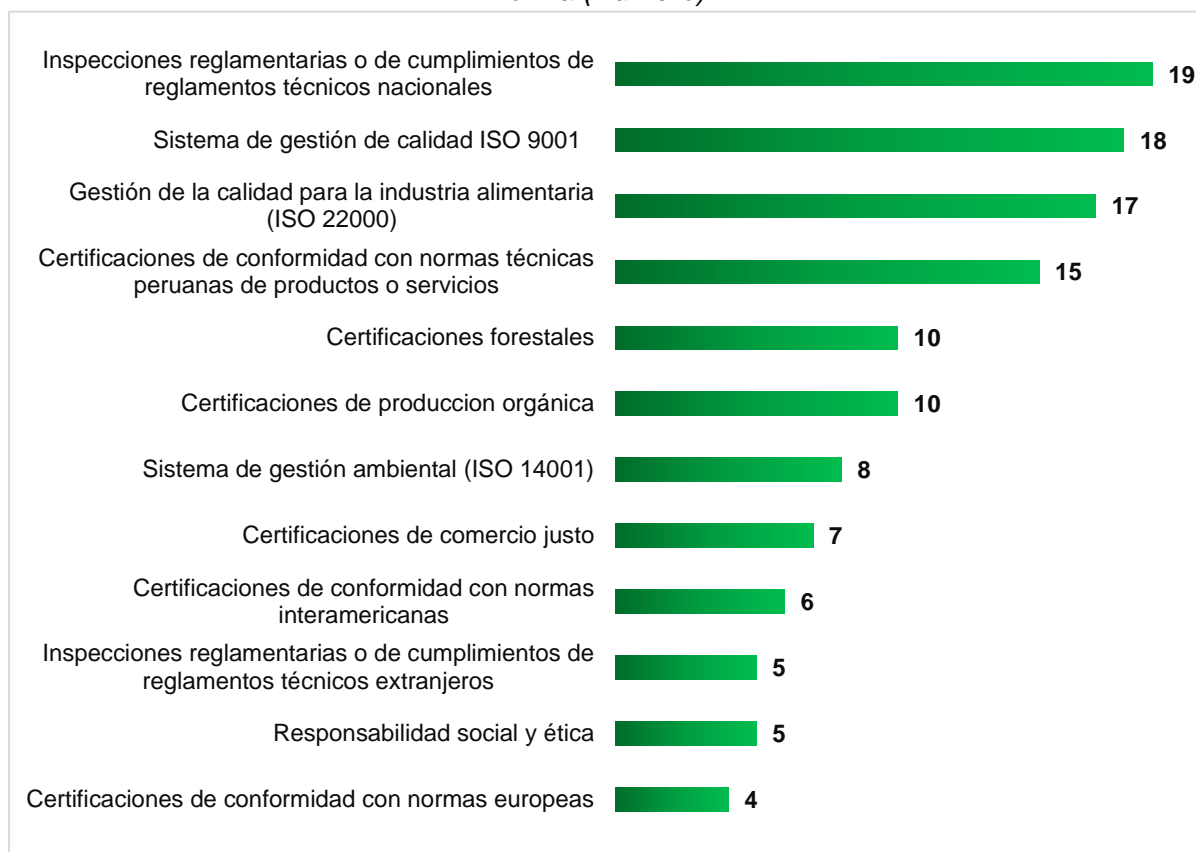 Inspecciones reglamentarias o de cumplimientos de
reglamentos técnicos nacionales
19
Sistema de gestión de calidad ISO 9001
18
Gestión de la calidad para la industria alimentaria
(ISO 22000)
17
Certificaciones de conformidad con normas técnicas
peruanas de productos o servicios
15
Certificaciones forestales
10
Certificaciones de produccion orgánica
10
Sistema de gestión ambiental (ISO 14001)
8
Certificaciones de comercio justo
7
Certificaciones de conformidad con normas
interamericanas
6
Inspecciones reglamentarias o de cumplimientos de
reglamentos técnicos extranjeros
5
Responsabilidad social y ética
5
Certificaciones de conformidad con normas europeas
4